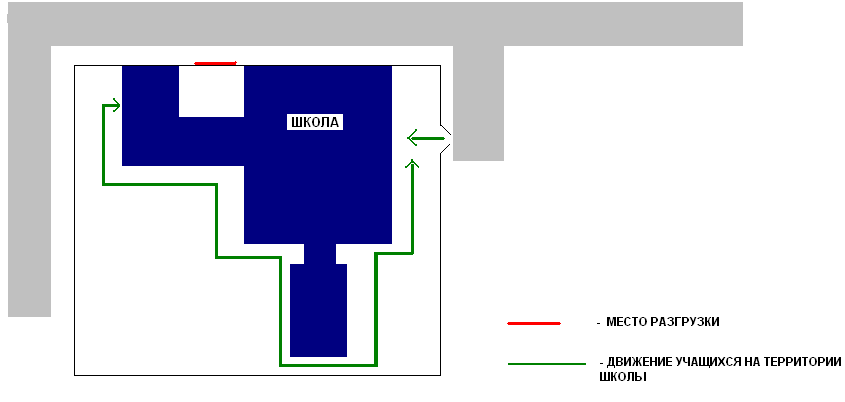 ШКОЛА
- МЕСТО РАЗГРУЗКИ
- ДВИЖЕНИЕ УЧАЩИХСЯ НА ТЕРРИТОРИИ
ШКОЛЫ